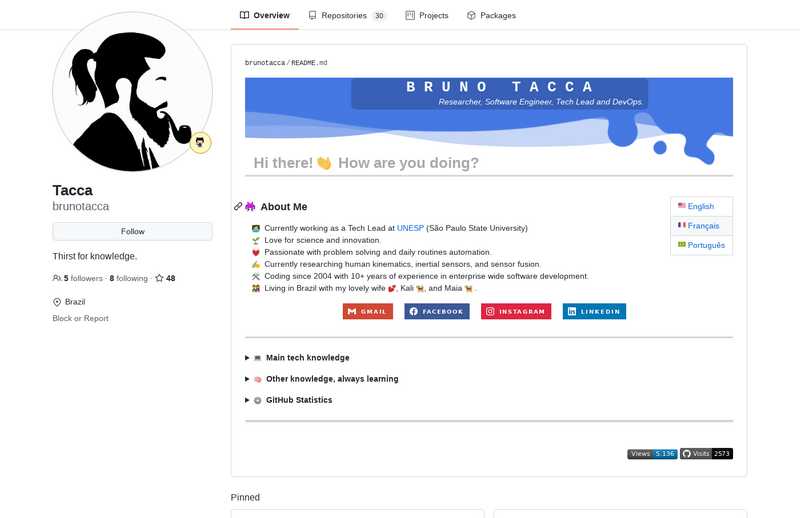 Overview
Repositories 30
Projects
Packages
Tacca
brunotacca
Follow
Thirst for knowledge.
5 followers · 8 following · 48
Brazil
Block or Report
brunotacca / README.md
BRUNO TACCA
Researcher, Software Engineer, Tech Lead and DevOps.
Hi there! 👋 How are you doing?
About Me
English
Français
Português
Currently working as a Tech Lead at UNESP (São Paulo State University)
Love for science and innovation.
Passionate with problem solving and daily routines automation.
Currently researching human kinematics, inertial sensors, and sensor fusion.
Coding since 2004 with 10+ years of experience in enterprise wide software development.
Living in Brazil with my lovely wife 💕, Kali 🐕, and Maia 🐕.
GMAIL
FACEBOOK
INSTAGRAM
LINKEDIN
Main tech knowledge
Other knowledge, always learning
GitHub Statistics
Views 5.136
Visits 2573
Pinned